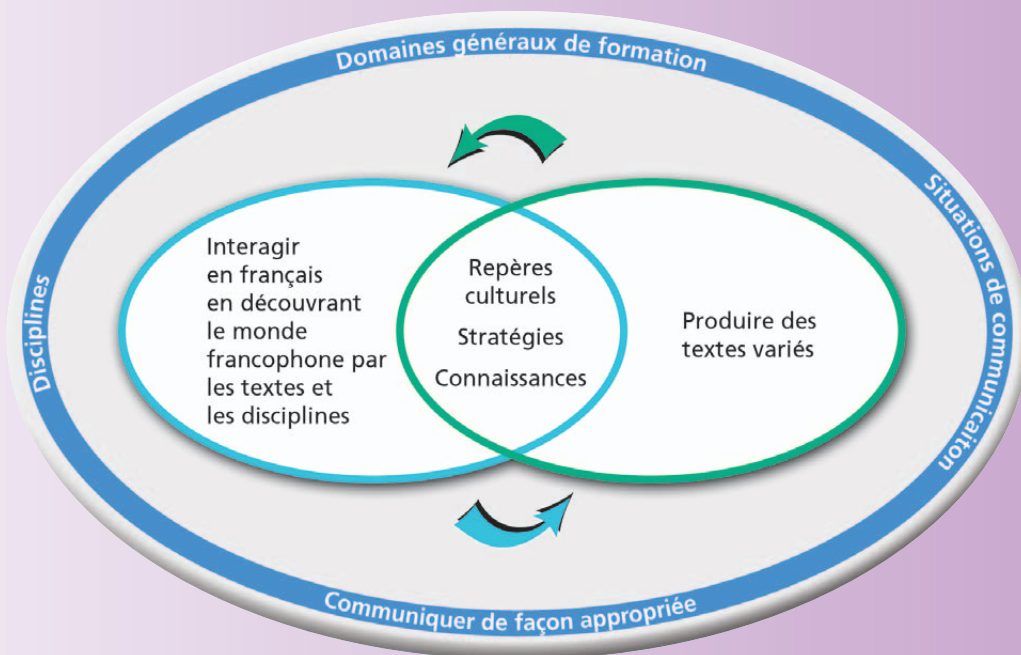 Domaines généraux de formation
Disciplines
Situations de communicaiton
Interagir
en français
en découvrant
le monde
francophone par
les textes et
les disciplines
Repères
culturels
Stratégies
Connaissances
Produire des
textes variés
Communiquer de façon appropriée